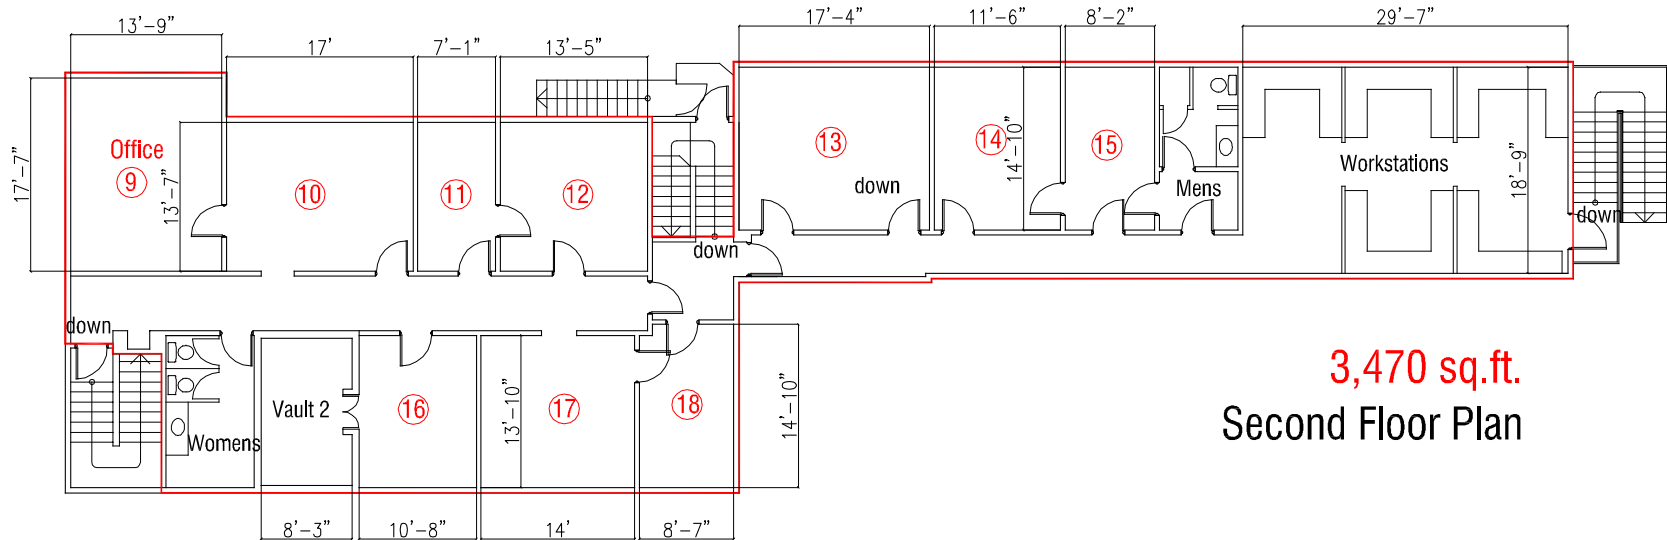 13'-9"
17'
7'-1"
13'-5"
17'-4"
11'-6"
8'-2"
29'-7"
17'-7"
Office
9
13'-7"
10
11
12
13
down
14
14'-10"
15
Mens
Workstations
18'-9"
down
down
down
Womens
Vault 2
16
13'-10"
17
18
14'-10"
8'-3"
10'-8"
14'
8'-7"
3,470 sq.ft.
Second Floor Plan